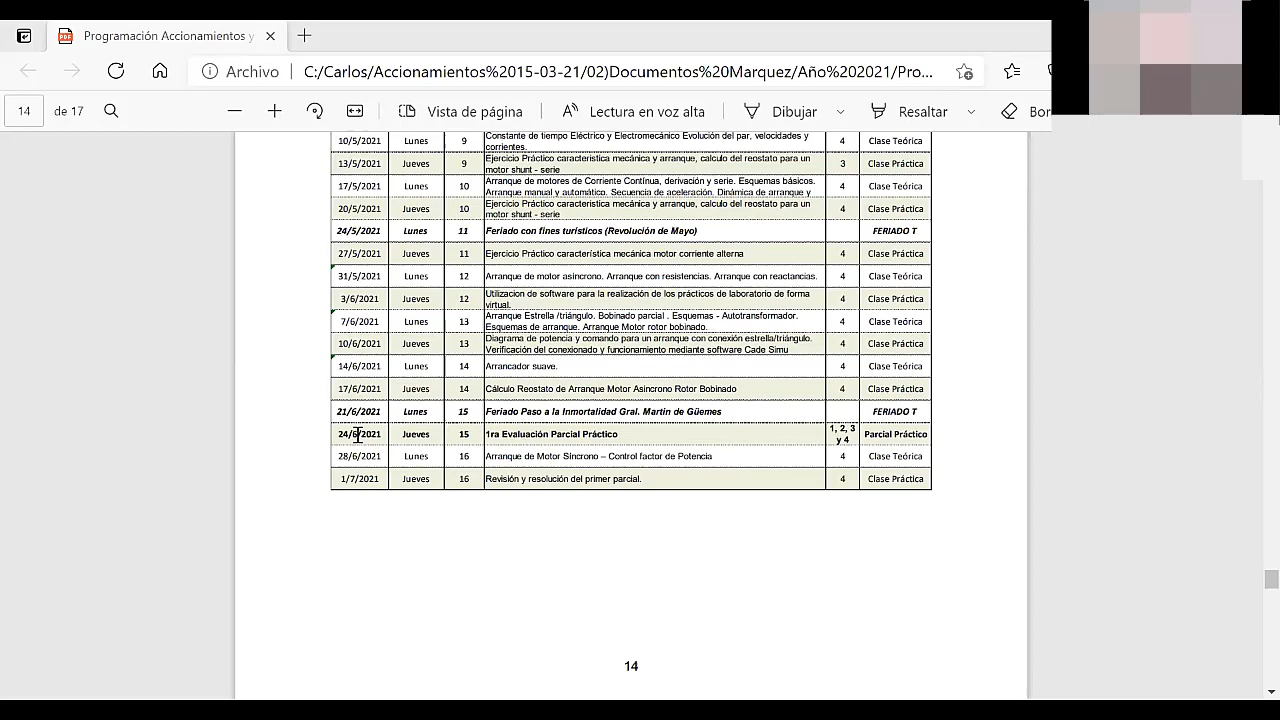 Programación Accionamientos y
Archivo C:/Carlos/Accionamientos%2015-03-21/02)Documentos%20Marquez/Año%202021/Pro...
14 de 17 Vista de página Lectura en voz alta Dibujar Resaltar Bor
10/5/2021 Lunes 9 Constante de tiempo Eléctrico y Electromecánico Evolución del par, velocidades y corrientes. 4 Clase Teórica
13/5/2021 Jueves 9 Ejercicio Práctico caracteristica mecánica y arranque, calculo del reostato para un motor shunt - serie 3 Clase Práctica
17/5/2021 Lunes 10 Arranque de motores de Corriente Contínua, derivación y serie. Esquemas básicos. Arranque manual y automático. Secuencia de aceleración. Dinámica de arranque y 4 Clase Teórica
20/5/2021 Jueves 10 Ejercicio Práctico caracteristica mecánica y arranque, calculo del reostato para un motor shunt - serie 4 Clase Práctica
24/5/2021 Lunes 11 Feriado con fines turísticos (Revolución de Mayo) FERIADO T
27/5/2021 Jueves 11 Ejercicio Práctico característica mecánica motor corriente alterna 4 Clase Práctica
31/5/2021 Lunes 12 Arranque de motor asincrono. Arranque con resistencias. Arranque con reactancias. 4 Clase Teórica
3/6/2021 Jueves 12 Utilizacion de software para la realización de los prácticos de laboratorio de forma virtual. 4 Clase Práctica
7/6/2021 Lunes 13 Arranque Estrella /triángulo. Bobinado parcial . Esquemas - Autotransformador. Esquemas de arranque. Arranque Motor rotor bobinado. 4 Clase Teórica
10/6/2021 Jueves 13 Diagrama de potencia y comando para un arranque con conexión estrella/triángulo. Verificación del conexionado y funcionamiento mediante software Cade Simu 4 Clase Práctica
14/6/2021 Lunes 14 Arrancador suave. 4 Clase Teórica
17/6/2021 Jueves 14 Cálculo Reostato de Arranque Motor Asincrono Rotor Bobinado 4 Clase Práctica
21/6/2021 Lunes 15 Feriado Paso a la Inmortalidad Gral. Martín de Güemes FERIADO T
24/6/2021 Jueves 15 1ra Evaluación Parcial Práctico 1, 2, 3 y 4 Parcial Práctico
28/6/2021 Lunes 16 Arranque de Motor Síncrono – Control factor de Potencia 4 Clase Teórica
1/7/2021 Jueves 16 Revisión y resolución del primer parcial. 4 Clase Práctica
14